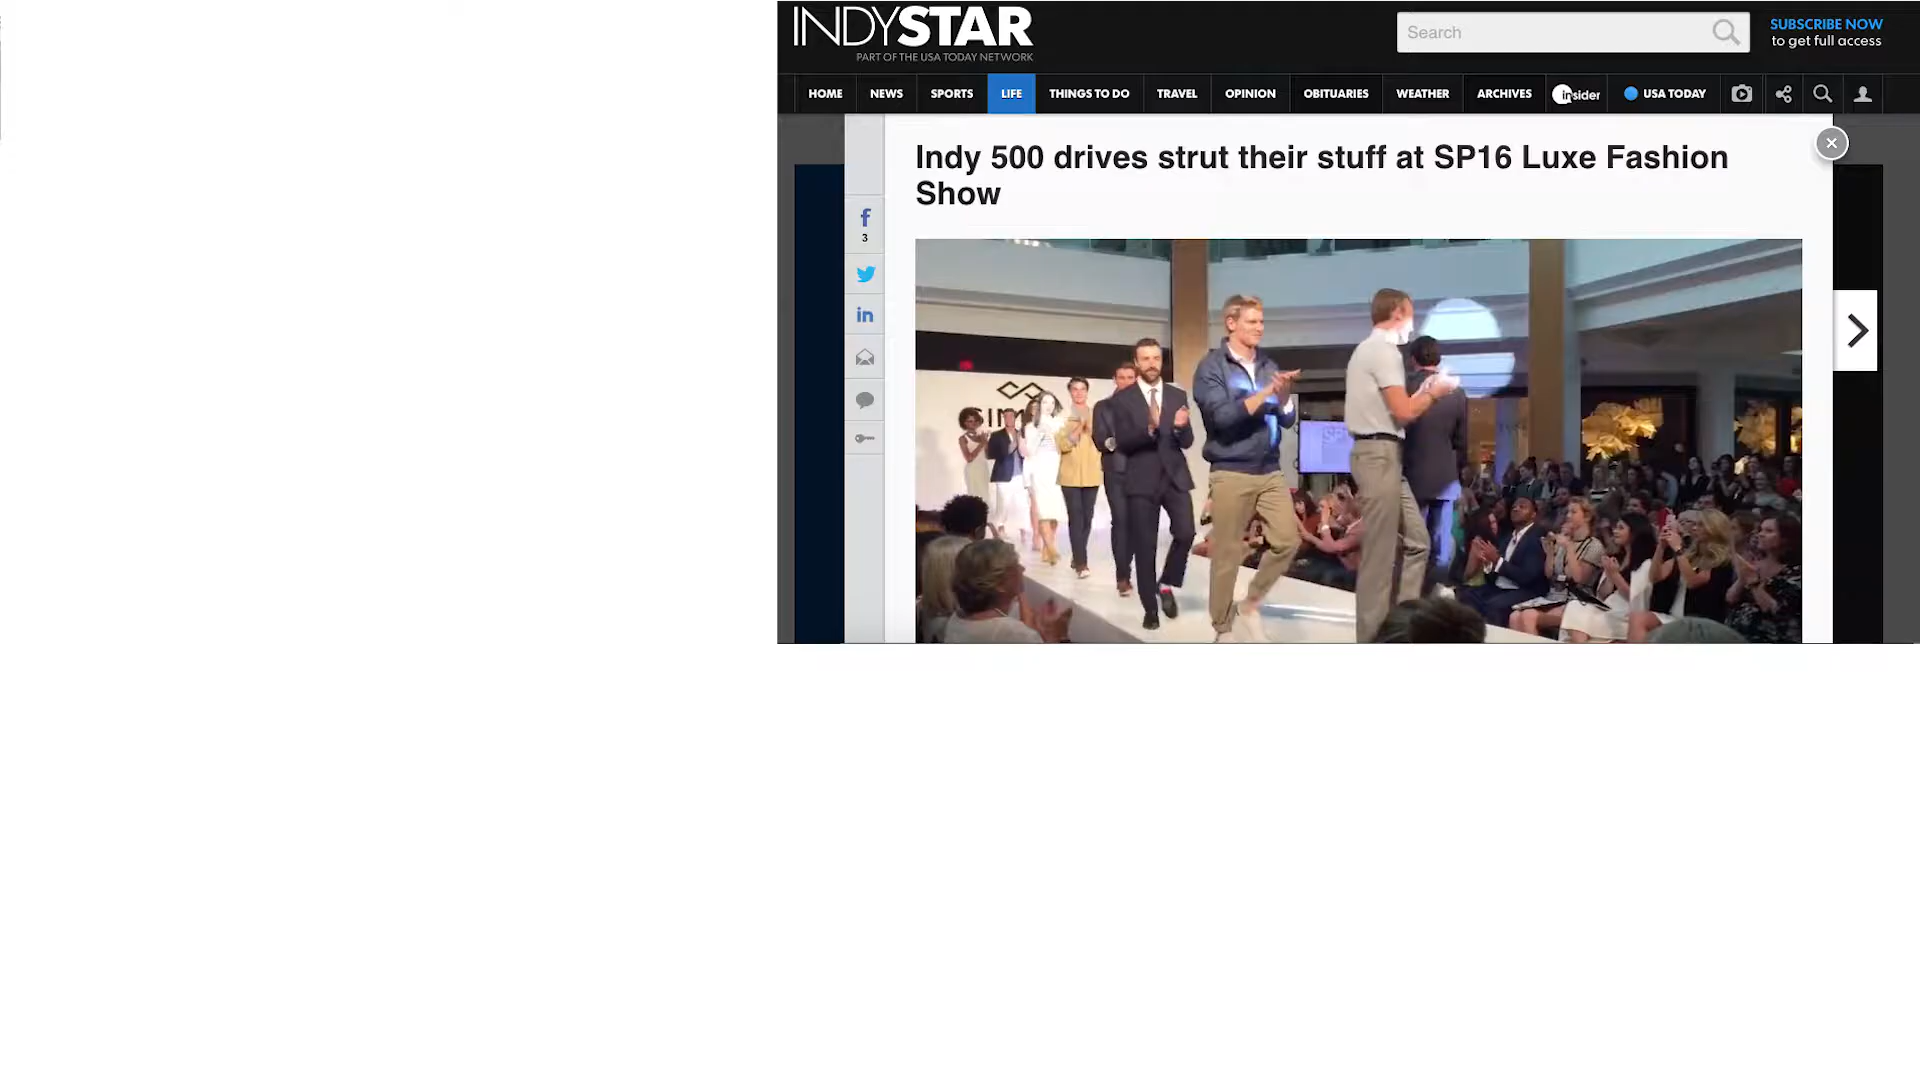 INDYSTAR
PART OF THE USA TODAY NETWORK
Search
SUBSCRIBE NOW
to get full access
HOME NEWS SPORTS LIFE THINGS TO DO TRAVEL OPINION OBITUARIES WEATHER ARCHIVES insider USA TODAY
Indy 500 drives strut their stuff at SP16 Luxe Fashion
Show
f
3
in